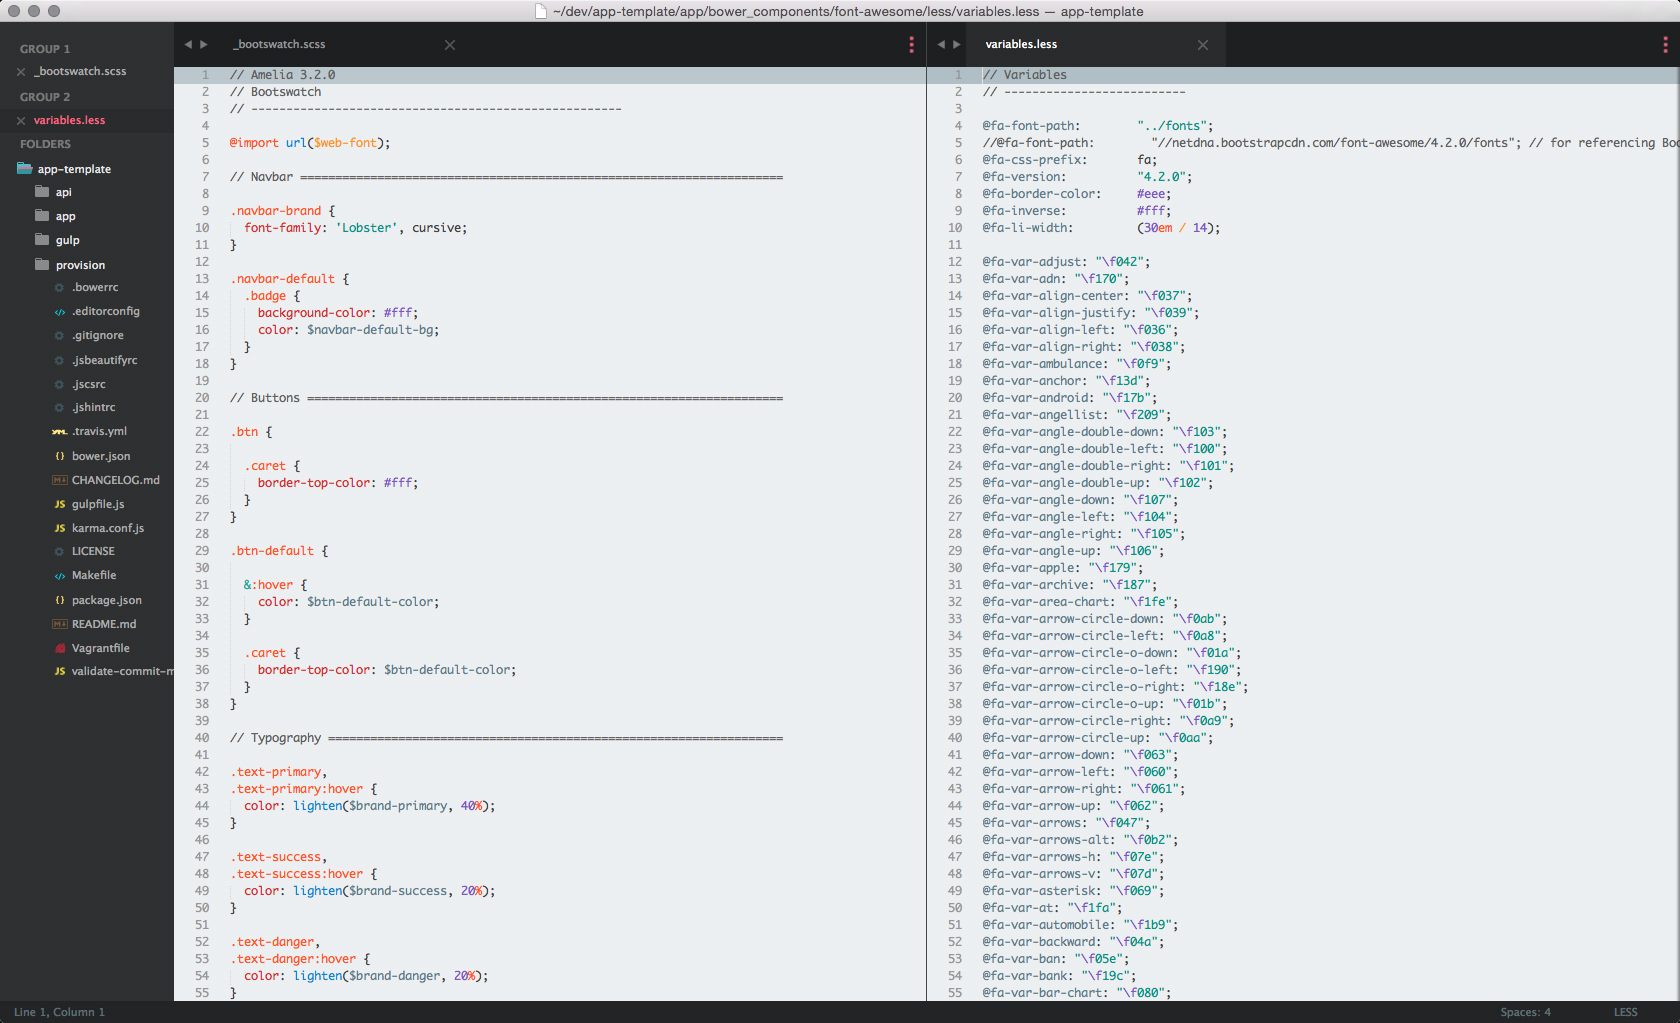 ~/dev/app-template/app/bower_components/font-awesome/less/variables.less — app-template
GROUP 1
_bootswatch.scss
GROUP 2
variables.less
FOLDERS
app-template
api
app
gulp
provision
.bowerrc
.editorconfig
.gitignore
.jsbeautifyrc
.jscsrc
.jshintrc
.travis.yml
bower.json
CHANGELOG.md
gulpfile.js
karma.conf.js
LICENSE
Makefile
package.json
README.md
Vagrantfile
validate-commit-m
_bootswatch.scss
1 // Amelia 3.2.0
2 // Bootswatch
3 // -----------------------------------------------------
4
5 @import url($web-font);
6
7 // Navbar =====================================================================
8
9 .navbar-brand {
10 font-family: 'Lobster', cursive;
11 }
12
13 .navbar-default {
14 .badge {
15 background-color: #fff;
16 color: $navbar-default-bg;
17 }
18 }
19
20 // Buttons ====================================================================
21
22 .btn {
23
24 .caret {
25 border-top-color: #fff;
26 }
27 }
28
29 .btn-default {
30
31 &:hover {
32 color: $btn-default-color;
33 }
34
35 .caret {
36 border-top-color: $btn-default-color;
37 }
38 }
39
40 // Typography =================================================================
41
42 .text-primary,
43 .text-primary:hover {
44 color: lighten($brand-primary, 40%);
45 }
46
47 .text-success,
48 .text-success:hover {
49 color: lighten($brand-success, 20%);
50 }
51
52 .text-danger,
53 .text-danger:hover {
54 color: lighten($brand-danger, 20%);
55 }
variables.less
1 // Variables
2 // --------------------------
3
4 @fa-font-path: "../fonts";
5 //@fa-font-path: "//netdna.bootstrapcdn.com/font-awesome/4.2.0/fonts"; // for referencing Boo
6 @fa-css-prefix: fa;
7 @fa-version: "4.2.0";
8 @fa-border-color: #eee;
9 @fa-inverse: #fff;
10 @fa-li-width: (30em / 14);
11
12 @fa-var-adjust: "\f042";
13 @fa-var-adn: "\f170";
14 @fa-var-align-center: "\f037";
15 @fa-var-align-justify: "\f039";
16 @fa-var-align-left: "\f036";
17 @fa-var-align-right: "\f038";
18 @fa-var-ambulance: "\f0f9";
19 @fa-var-anchor: "\f13d";
20 @fa-var-android: "\f17b";
21 @fa-var-angellist: "\f209";
22 @fa-var-angle-double-down: "\f103";
23 @fa-var-angle-double-left: "\f100";
24 @fa-var-angle-double-right: "\f101";
25 @fa-var-angle-double-up: "\f102";
26 @fa-var-angle-down: "\f107";
27 @fa-var-angle-left: "\f104";
28 @fa-var-angle-right: "\f105";
29 @fa-var-angle-up: "\f106";
30 @fa-var-apple: "\f179";
31 @fa-var-archive: "\f187";
32 @fa-var-area-chart: "\f1fe";
33 @fa-var-arrow-circle-down: "\f0ab";
34 @fa-var-arrow-circle-left: "\f0a8";
35 @fa-var-arrow-circle-o-down: "\f01a";
36 @fa-var-arrow-circle-o-left: "\f190";
37 @fa-var-arrow-circle-o-right: "\f18e";
38 @fa-var-arrow-circle-o-up: "\f01b";
39 @fa-var-arrow-circle-right: "\f0a9";
40 @fa-var-arrow-circle-up: "\f0aa";
41 @fa-var-arrow-down: "\f063";
42 @fa-var-arrow-left: "\f060";
43 @fa-var-arrow-right: "\f061";
44 @fa-var-arrow-up: "\f062";
45 @fa-var-arrows: "\f047";
46 @fa-var-arrows-alt: "\f0b2";
47 @fa-var-arrows-h: "\f07e";
48 @fa-var-arrows-v: "\f07d";
49 @fa-var-asterisk: "\f069";
50 @fa-var-at: "\f1fa";
51 @fa-var-automobile: "\f1b9";
52 @fa-var-backward: "\f04a";
53 @fa-var-ban: "\f05e";
54 @fa-var-bank: "\f19c";
55 @fa-var-bar-chart: "\f080";
Line 1, Column 1
Spaces: 4
LESS